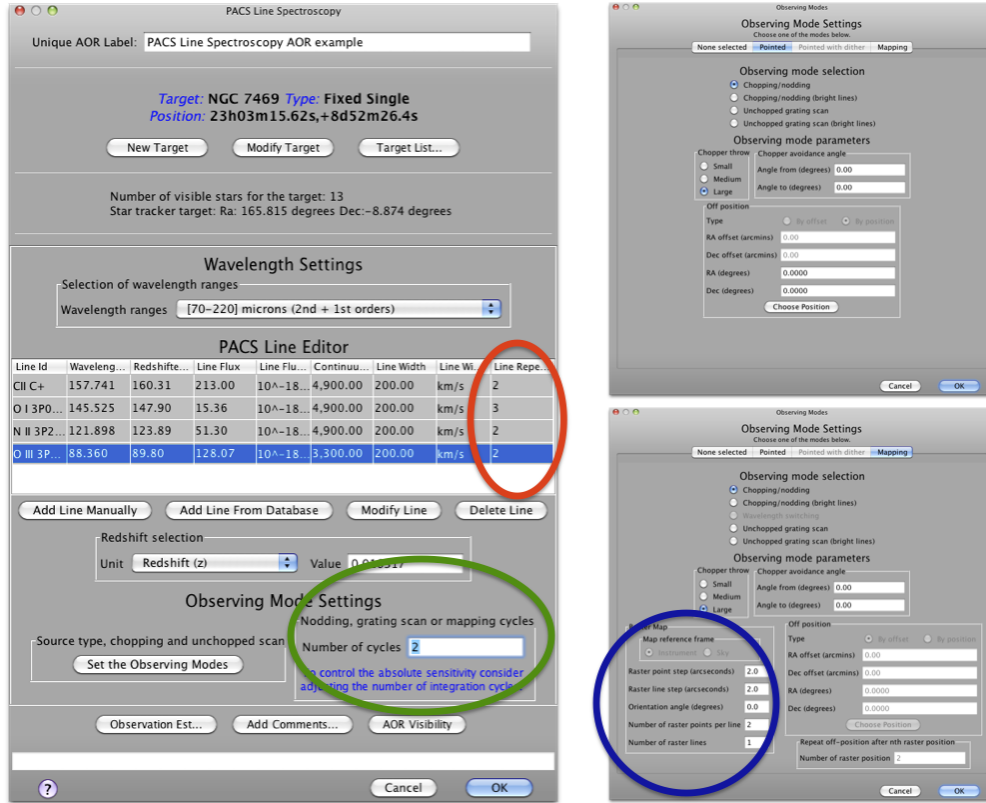 PACS Line Spectroscopy
Unique AOR Label: PACS Line Spectroscopy AOR example
Target: NGC 7469 Type: Fixed Single
Position: 23h03m15.62s,+8d52m26.4s
New Target Modify Target Target List...
Number of visible stars for the target: 13
Star tracker target: Ra: 165.815 degrees Dec:-8.874 degrees
Wavelength Settings
Selection of wavelength ranges
Wavelength ranges [70-220] microns (2nd + 1st orders)
PACS Line Editor
Line Id Waveleng... Redshifte... Line Flux Line Flu... Continuu... Line Width Line Wi... Line Repe...
CII C+ 157.741 160.31 213.00 10^-18... 4,900.00 200.00 km/s 2
O I 3P0... 145.525 147.90 15.36 10^-18... 4,900.00 200.00 km/s 3
N II 3P2... 121.898 123.89 51.30 10^-18... 4,900.00 200.00 km/s 2
O III 3P... 88.360 89.80 128.07 10^-18... 3,300.00 200.00 km/s 2
Add Line Manually Add Line From Database Modify Line Delete Line
Redshift selection
Unit Redshift (z) Value
Observing Mode Settings
Nodding, grating scan or mapping cycles
Source type, chopping and unchopped scan
Number of cycles 2
Set the Observing Modes
control the absolute sensitivity consider
adjusting the number of integration
Observation Est... Add Comments... AOR Visibility
? Cancel OK
Observing Modes
Observing Mode Settings
Choose one of the modes below.
None selected Pointed Pointed with dither Mapping
Observing mode selection
Chopping/nodding
Chopping/nodding (bright lines)
Unchopped grating scan
Unchopped grating scan (bright lines)
Observing mode parameters
Chopper throw Chopper avoidance angle
Small Angle from (degrees) 0.00
Medium
Large Angle to (degrees) 0.00
Off position
Type By offset By position
RA offset (arcmins) 0.00
Dec offset (arcmins) 0.00
RA (degrees) 0.0000
Dec (degrees) 0.0000
Choose Position
Cancel OK
Observing Modes
Observing Mode Settings
Choose one of the modes below.
None selected Pointed Pointed with dither Mapping
Observing mode selection
Chopping/nodding
Chopping/nodding (bright lines)
Wavelength switching
Unchopped grating scan
Unchopped grating scan (bright lines)
Observing mode parameters
Chopper throw Chopper avoidance angle
Small Angle from (degrees) 0.00
Medium
Large Angle to (degrees) 0.00
Map
Map reference frame
Instrument Sky
Raster point step (arcseconds) 2.0
Raster line step (arcseconds) 2.0
Orientation angle (degrees) 0.0
Number of raster points per line 2
Number of raster lines 1
Off position
Type By offset By position
RA offset (arcmins) 0.00
Dec offset (arcmins) 0.00
RA (degrees) 0.0000
Dec (degrees) 0.0000
Choose Position
Repeat off-position after nth raster position
Number of raster position 2
Cancel OK